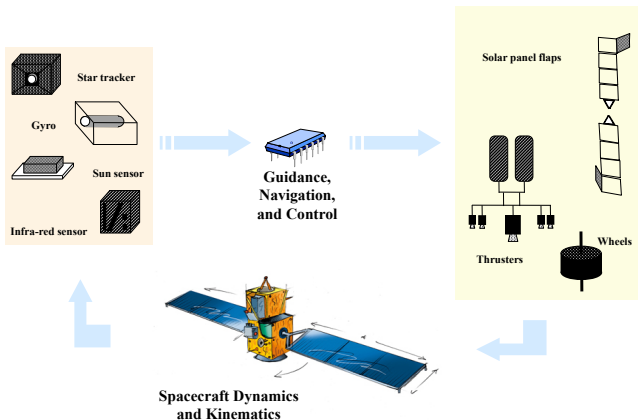 Star tracker
Gyro
Sun sensor
Infra-red sensor
Guidance,
Navigation,
and Control
Solar panel flaps
Thrusters
Wheels
Spacecraft Dynamics
and Kinematics